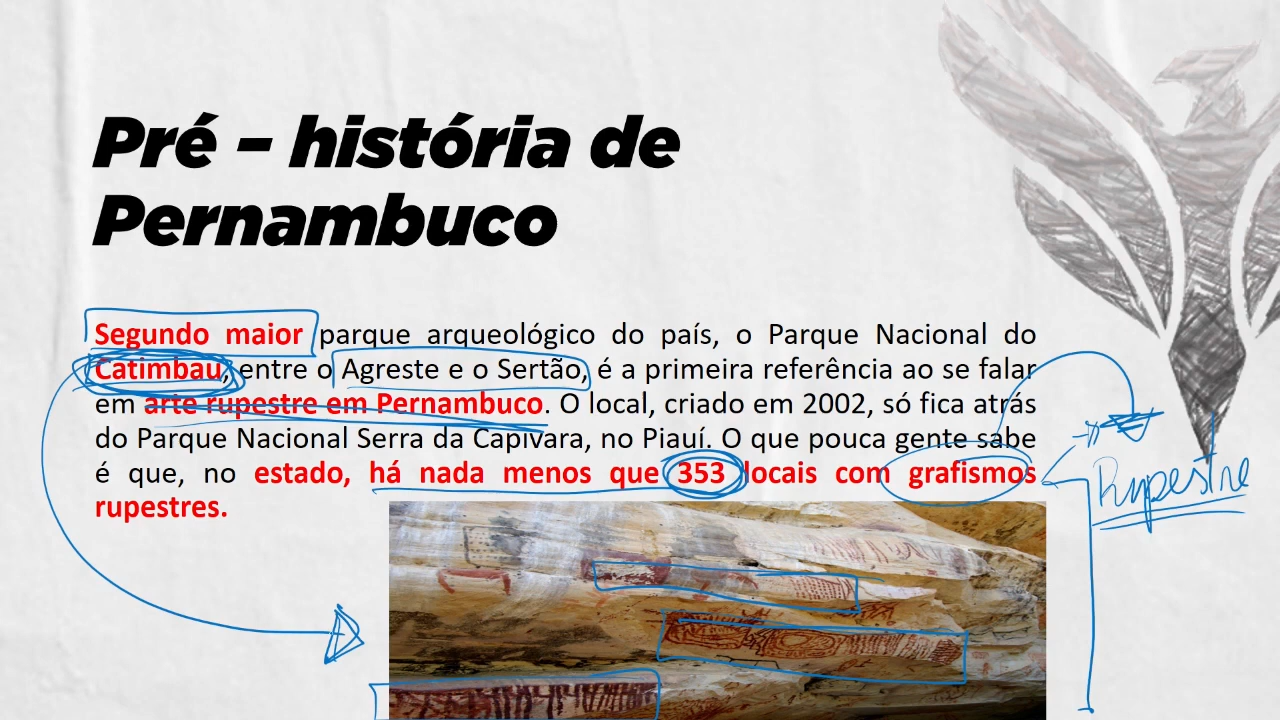 Pré – história de
Pernambuco
Segundo maior parque arqueológico do país, o Parque Nacional do
Catimbau, entre o Agreste e o Sertão, é a primeira referência ao se falar
em arte rupestre em Pernambuco. O local, criado em 2002, só fica atrás
do Parque Nacional Serra da Capivara, no Piauí. O que pouca gente sabe
é que, no estado, há nada menos que 353 locais com grafismos
rupestres.
Rupestre